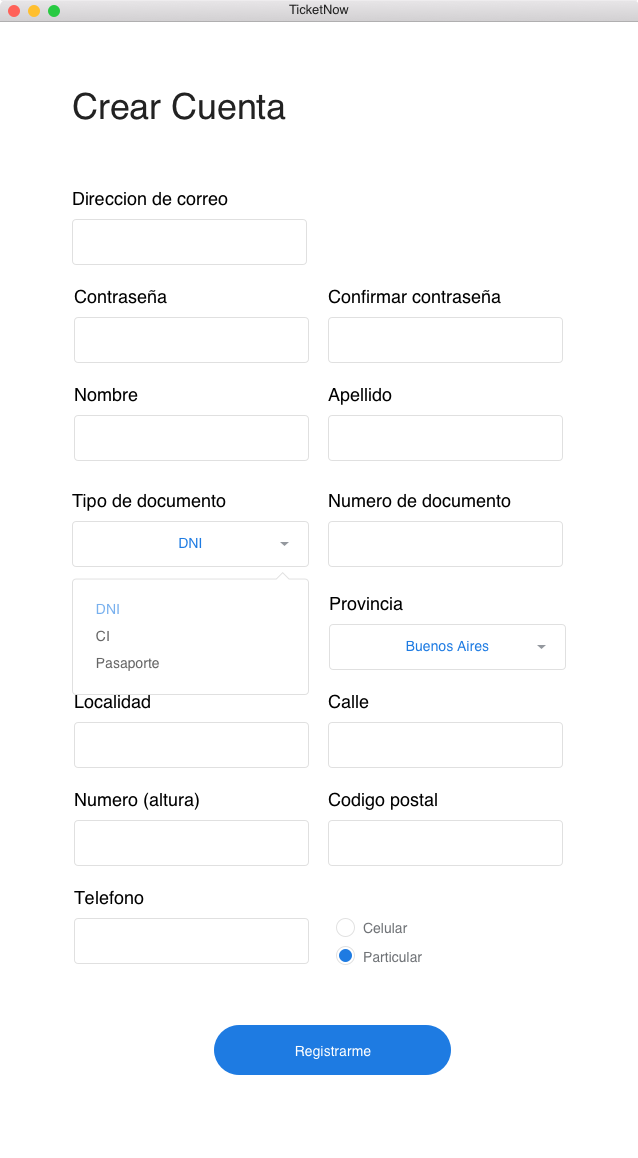 TicketNow
Crear Cuenta
Direccion de correo
Contraseña
Confirmar contraseña
Nombre
Apellido
Tipo de documento
Numero de documento
DNI
DNI
CI
Pasaporte
Provincia
Buenos Aires
Localidad
Calle
Numero (altura)
Codigo postal
Telefono
Celular
Particular
Registrarme